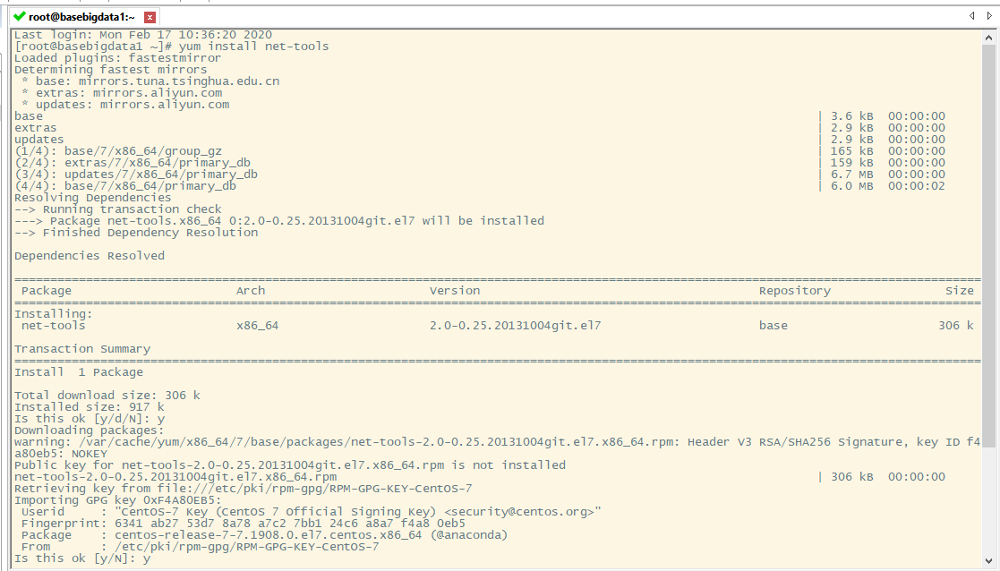 root@basebigdata1:~
Last login: Mon Feb 17 10:36:20 2020
[root@basebigdata1 ~]# yum install net-tools
Loaded plugins: fastestmirror
Determining fastest mirrors
 * base: mirrors.tuna.tsinghua.edu.cn
 * extras: mirrors.aliyun.com
 * updates: mirrors.aliyun.com
base | 3.6 kB 00:00:00
extras | 2.9 kB 00:00:00
updates | 2.9 kB 00:00:00
(1/4): base/7/x86_64/group_gz | 165 kB 00:00:00
(2/4): extras/7/x86_64/primary_db | 159 kB 00:00:00
(3/4): updates/7/x86_64/primary_db | 6.7 MB 00:00:00
(4/4): base/7/x86_64/primary_db | 6.0 MB 00:00:02
Resolving Dependencies
--> Running transaction check
---> Package net-tools.x86_64 0:2.0-0.25.20131004git.el7 will be installed
--> Finished Dependency Resolution
Dependencies Resolved
Package Arch Version Repository Size
Installing:
net-tools x86_64 2.0-0.25.20131004git.el7 base 306 k
Transaction Summary
Install  1 Package
Total download size: 306 k
Installed size: 917 k
Is this ok [y/d/N]: y
Downloading packages:
warning: /var/cache/yum/x86_64/7/base/packages/net-tools-2.0-0.25.20131004git.el7.x86_64.rpm: Header V3 RSA/SHA256 Signature, key ID f4
a80eb5: NOKEY
Public key for net-tools-2.0-0.25.20131004git.el7.x86_64.rpm is not installed
net-tools-2.0-0.25.20131004git.el7.x86_64.rpm | 306 kB 00:00:00
Retrieving key from file:///etc/pki/rpm-gpg/RPM-GPG-KEY-CentOS-7
Importing GPG key 0xF4A80EB5:
 Userid     : "CentOS-7 Key (CentOS 7 Official Signing Key) <security@centos.org>"
 Fingerprint: 6341 ab27 53d7 8a78 a7c2 7bb1 24c6 a8a7 f4a8 0eb5
 Package    : centos-release-7-7.1908.0.el7.centos.x86_64 (@anaconda)
 From       : /etc/pki/rpm-gpg/RPM-GPG-KEY-CentOS-7
Is this ok [y/N]: y